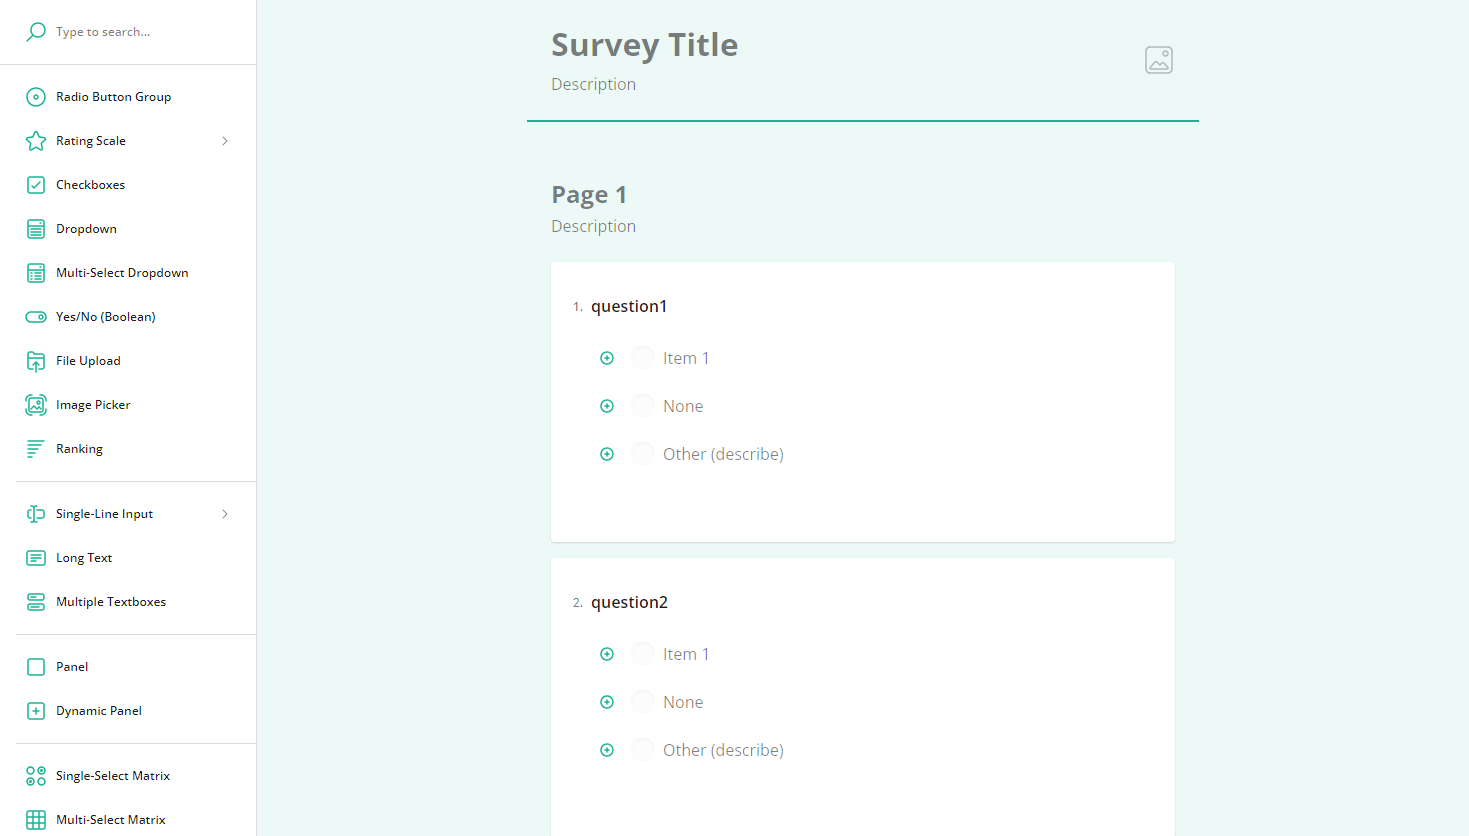 Type to search...
Radio Button Group
Rating Scale
Checkboxes
Dropdown
Multi-Select Dropdown
Yes/No (Boolean)
File Upload
Image Picker
Ranking
Single-Line Input
Long Text
Multiple Textboxes
Panel
Dynamic Panel
Single-Select Matrix
Multi-Select Matrix
Survey Title
Description
Page 1
Description
1. question1
Item 1
None
Other (describe)
2. question2
Item 1
None
Other (describe)